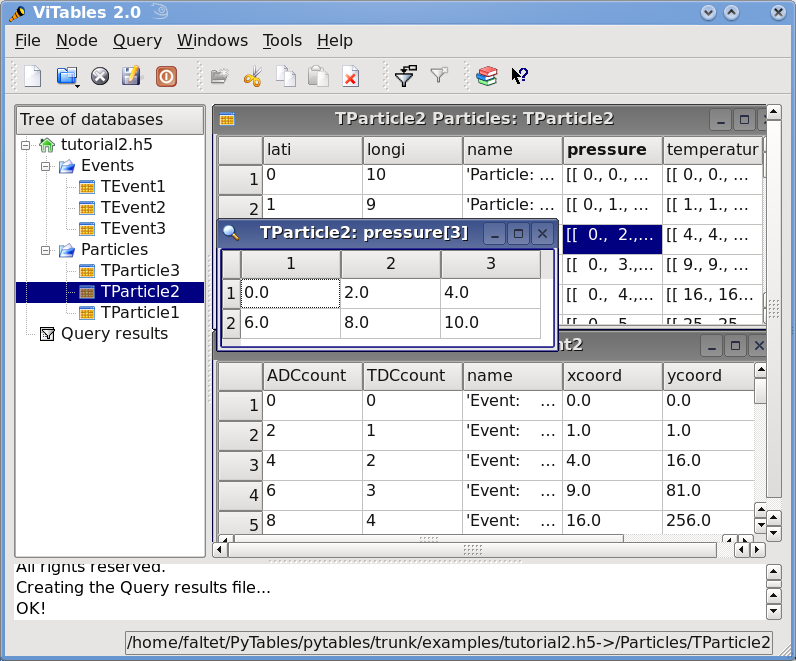 ViTables 2.0
File Node Query Windows Tools Help
Tree of databases
tutorial2.h5
Events
TEvent1
TEvent2
TEvent3
Particles
TParticle3
TParticle2
TParticle1
Query results
TParticle2 Particles: TParticle2
lati longi name pressure temperatur
1 0 10 'Particle: ... [[ 0., 0., ... [[ 0., 0., ...
2 1 9 'Particle: ... [[ 0., 1., ... [[ 1., 1., ...
[[ 0., 2.,... [[ 4., 4., ...
[[ 0., 3.,... [[ 9., 9., ...
[[ 0., 4.,... [[ 16., 16...
TParticle2: pressure[3]
1 2 3
1 0.0 2.0 4.0
2 6.0 8.0 10.0
nt2
ADCcount TDCcount name xcoord ycoord
1 0 0 'Event: ... 0.0 0.0
2 2 1 'Event: ... 1.0 1.0
3 4 2 'Event: ... 4.0 16.0
4 6 3 'Event: ... 9.0 81.0
5 8 4 'Event: ... 16.0 256.0
All rights reserved.
Creating the Query results file...
OK!
/home/faltet/PyTables/pytables/trunk/examples/tutorial2.h5->/Particles/TParticle2